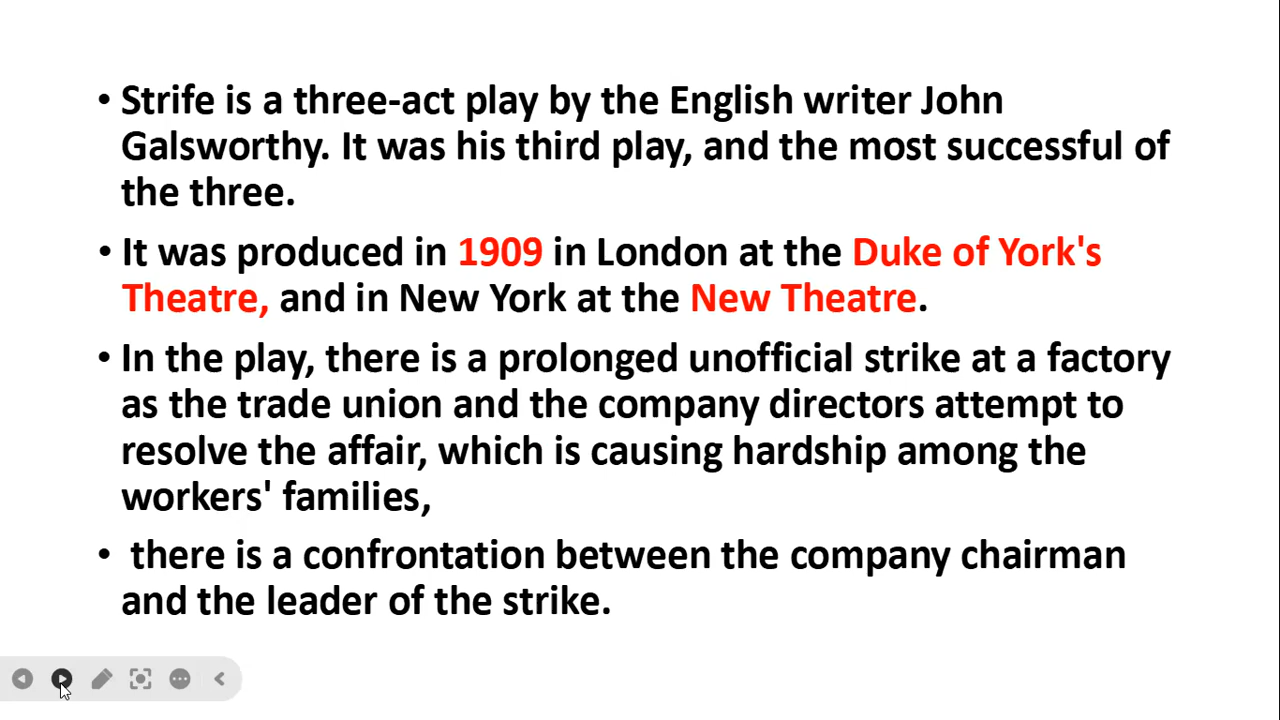 • Strife is a three-act play by the English writer John
Galsworthy. It was his third play, and the most successful of
the three.
• It was produced in 1909 in London at the Duke of York's
Theatre, and in New York at the New Theatre.
• In the play, there is a prolonged unofficial strike at a factory
as the trade union and the company directors attempt to
resolve the affair, which is causing hardship among the
workers' families,
• there is a confrontation between the company chairman
and the leader of the strike.